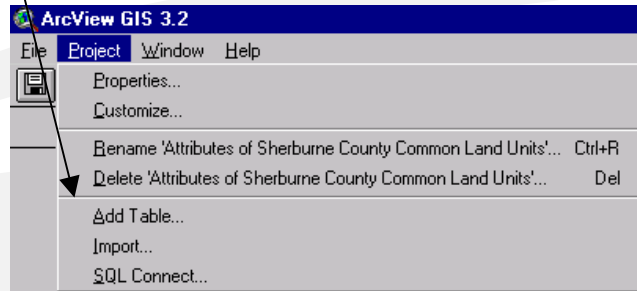 ArcView GIS 3.2
File Project Window Help
Properties...
Customize...
Rename 'Attributes of Sherburne County Common Land Units'... Ctrl+R
Delete 'Attributes of Sherburne County Common Land Units'... Del
Add Table...
Import...
SQL Connect...